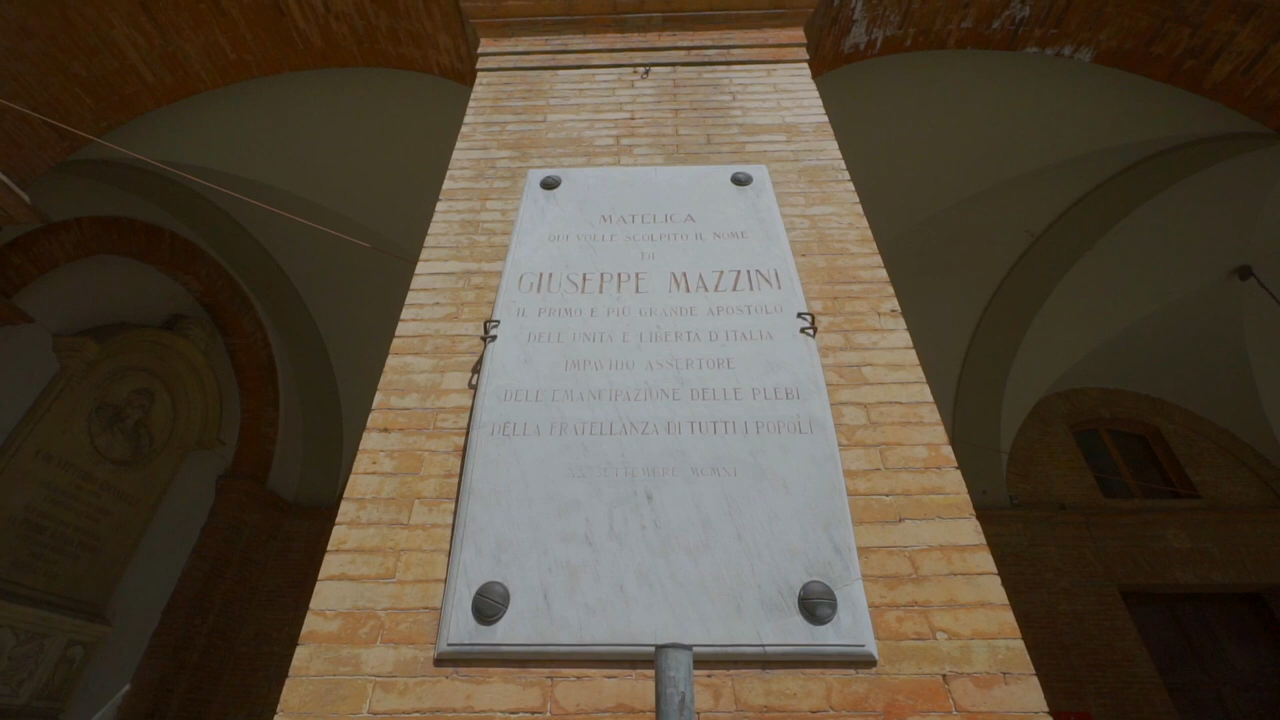 MATELICA
QUI VOLLE SCOLPITO IL NOME
DI
GIUSEPPE MAZZINI
IL PRIMO E PIÙ GRANDE APOSTOLO
DELL'UNITÀ E LIBERTÀ D'ITALIA
IMPAVIDO ASSERTORE
DELL'EMANCIPAZIONE DELLE PLEBI
DELLA FRATELLANZA DI TUTTI I POPOLI
SETTEMBRE MCMXI